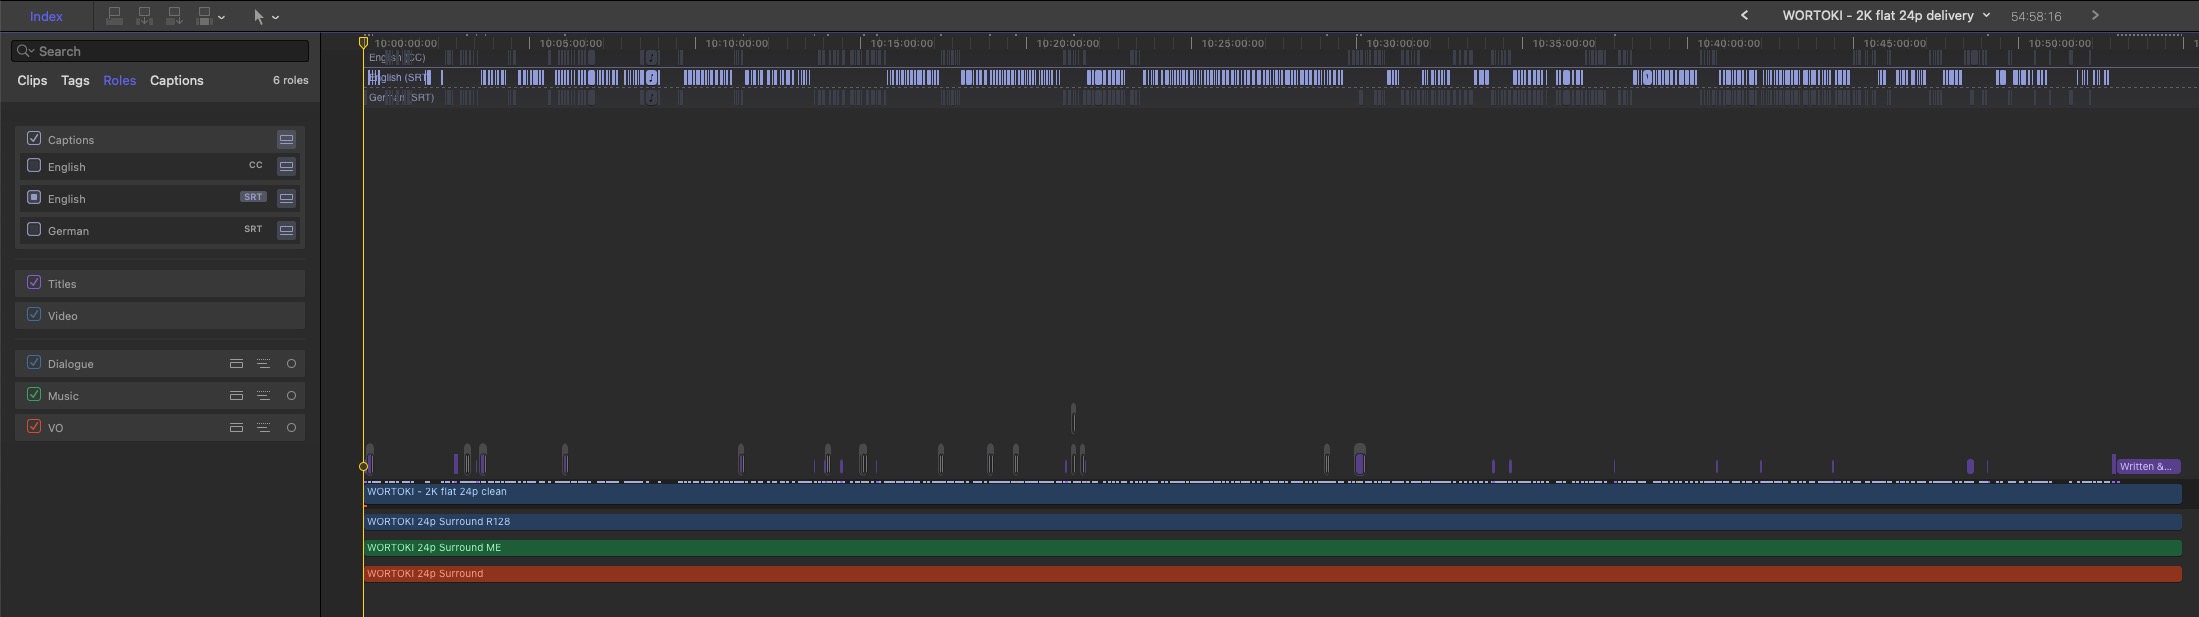 Index
WORTOKI - 2K flat 24p delivery
54:58:16
Search
Clips Tags Roles Captions 6 roles
Captions
English CC
English SRT
German SRT
Titles
Video
Dialogue
Music
VO
10:00:00:00 10:05:00:00 10:10:00:00 10:15:00:00 10:20:00:00 10:25:00:00 10:30:00:00 10:35:00:00 10:40:00:00 10:45:00:00 10:50:00:00 1
English (CC)
English (SRT)
German (SRT)
Written &...
WORTOKI - 2K flat 24p clean
WORTOKI 24p Surround R128
WORTOKI 24p Surround ME
WORTOKI 24p Surround